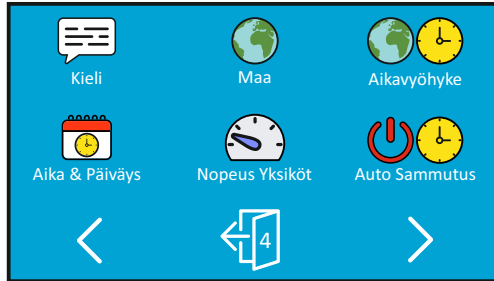 Kieli
Maa
Aikavyöhyke
Aika & Päiväys
Nopeus Yksiköt
Auto Sammutus
4